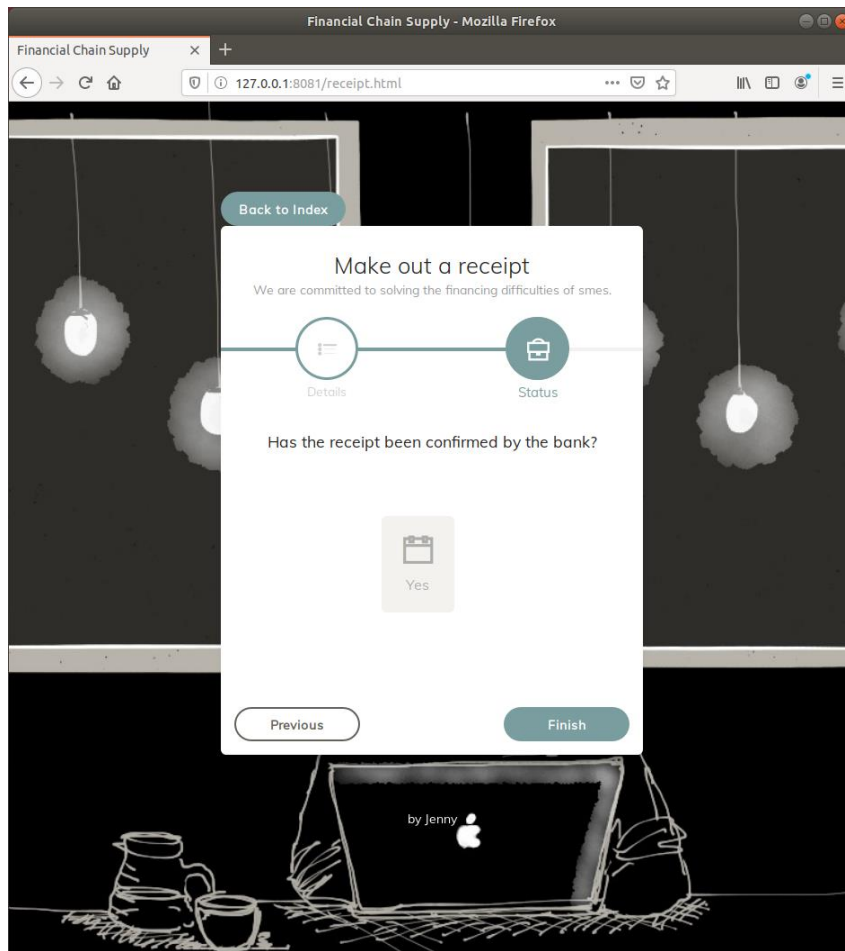 Financial Chain Supply - Mozilla Firefox
Financial Chain Supply
127.0.0.1:8081/receipt.html
Back to Index
Make out a receipt
We are committed to solving the financing difficulties of smes.
Details
Status
Has the receipt been confirmed by the bank?
Yes
Previous
Finish
by Jenny